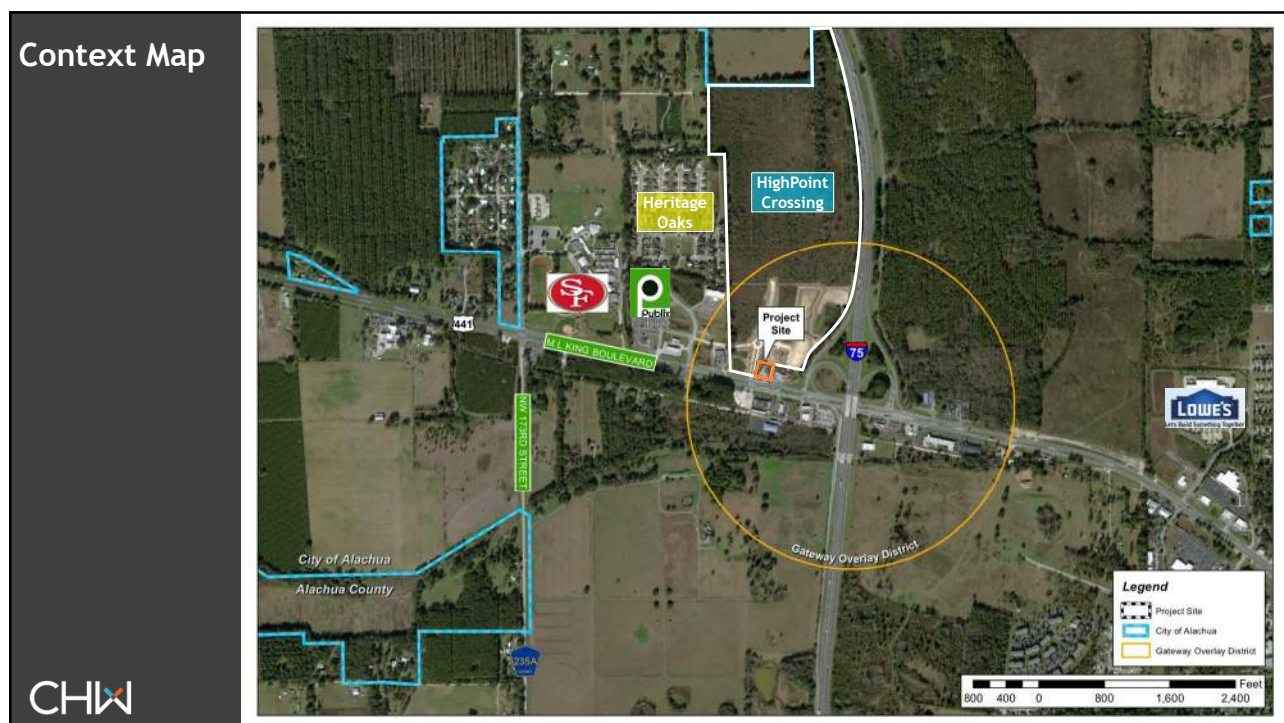 Context Map
HighPoint
Crossing
Heritage
Oaks
SF
Publix
Project
Site
441
M L KING BOULEVARD
75
LOWE'S
Let's Build Something Together
NW 173RD STREET
Gateway Overlay District
City of Alachua
Alachua County
Legend
Project Site
City of Alachua
Gateway Overlay District
235A
Feet
800 400 0 800 1,600 2,400
CHW